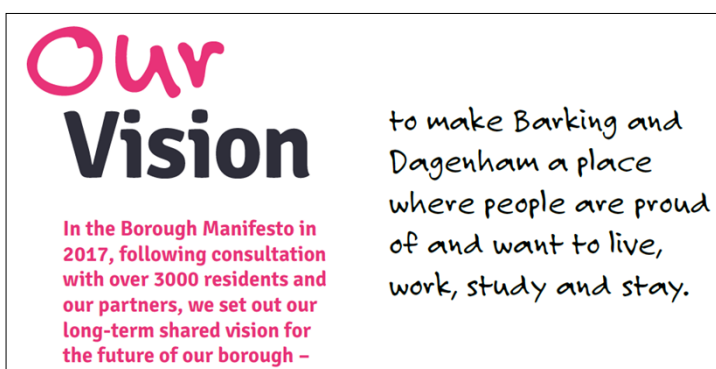 Our
Vision
In the Borough Manifesto in
2017, following consultation
with over 3000 residents and
our partners, we set out our
long-term shared vision for
the future of our borough –
to make Barking and
Dagenham a place
where people are proud
of and want to live,
work, study and stay.